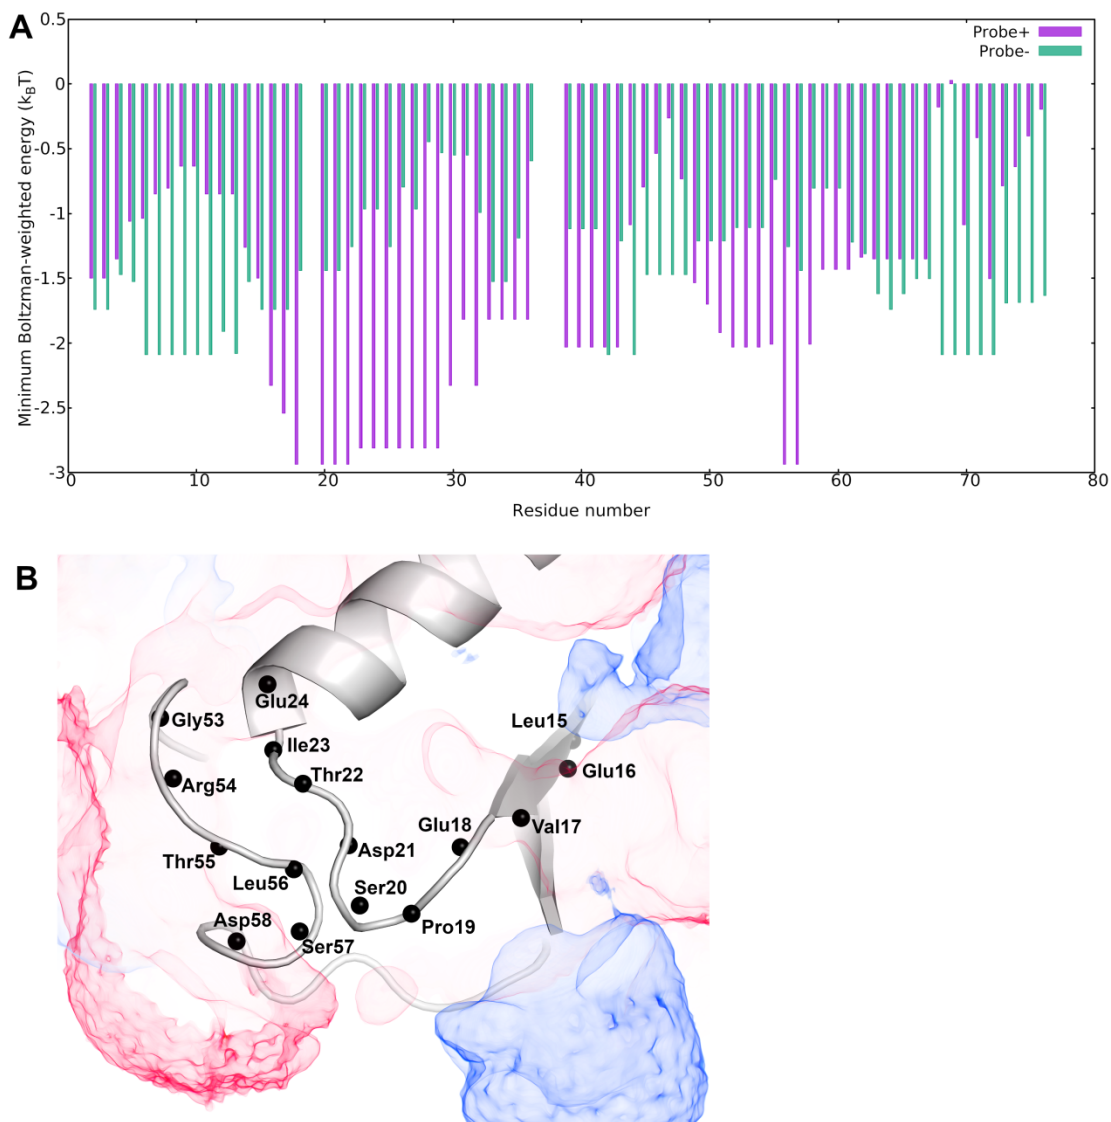 A
Minimum Boltzman-weighted energy (kBT)
0.5
0
-0.5
-1
-1.5
-2
-2.5
-3
Probe+
Probe-
0
10
20
30
40
50
60
70
80
Residue number
B
Glu24
Gly53
Leu15
Ile23
Glu16
Thr22
Arg54
Glu18
Val17
Asp21
Thr55
Leu56
Ser20
Asp58
Pro19
Ser57